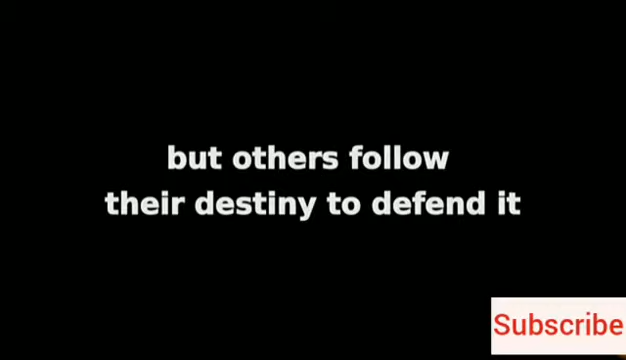 but others follow
their destiny to defend it
Subscribe